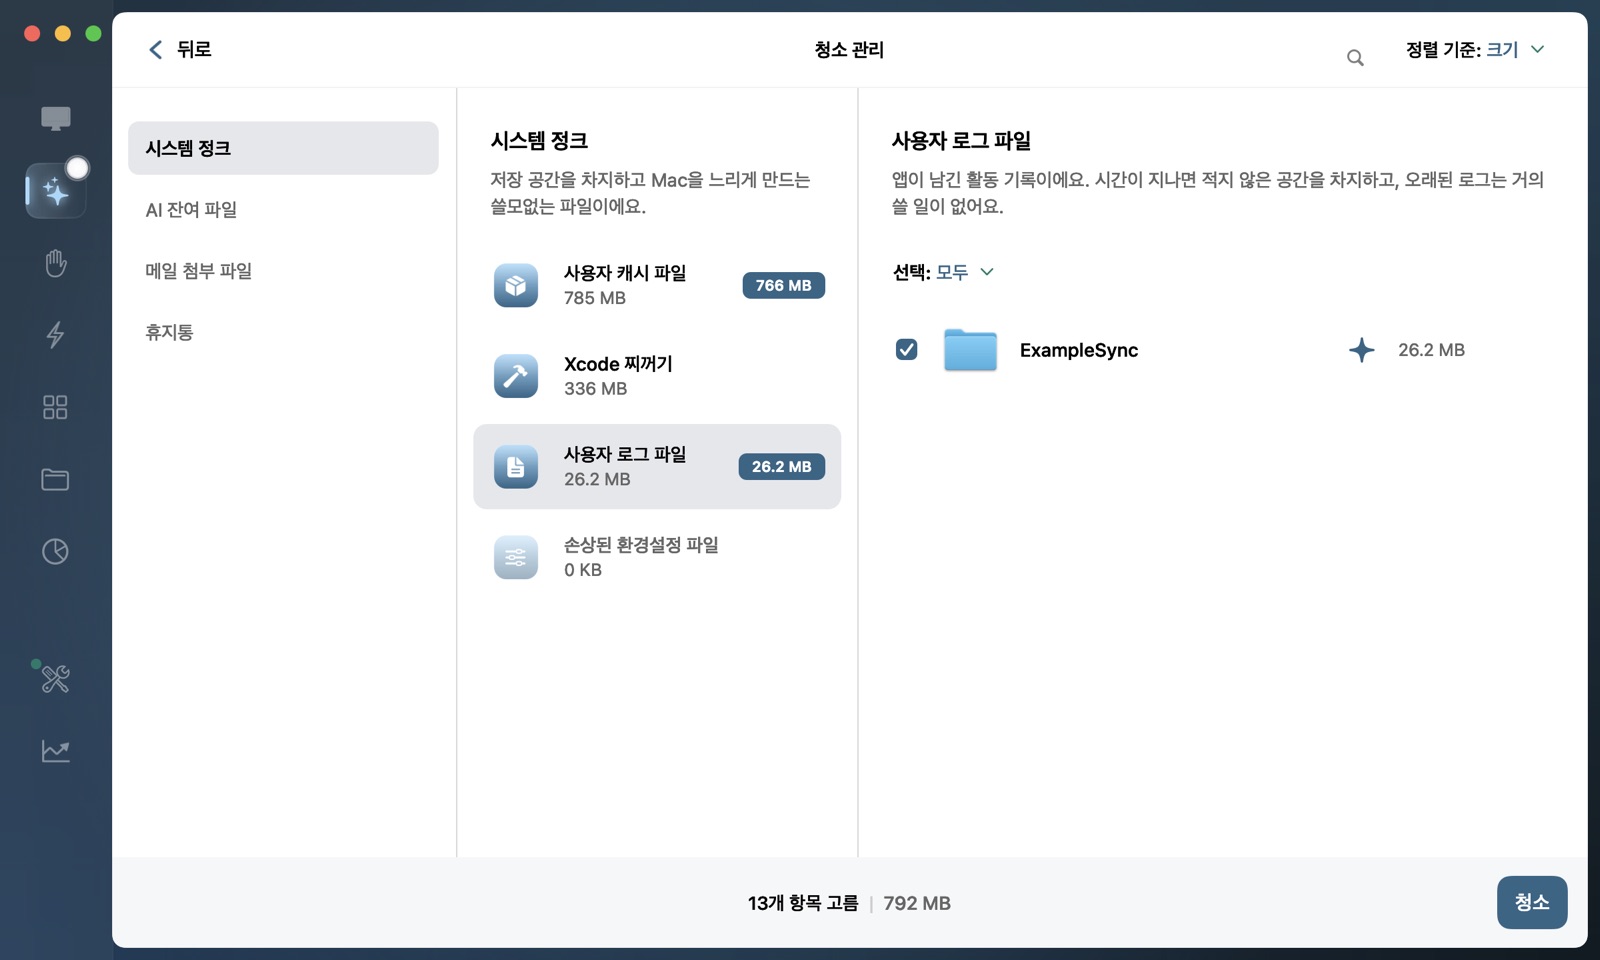 뒤로
청소 관리
정렬 기준: 크기
시스템 정크
AI 잔여 파일
메일 첨부 파일
휴지통
시스템 정크
저장 공간을 차지하고 Mac을 느리게 만드는
쓸모없는 파일이에요.
사용자 캐시 파일
785 MB
766 MB
Xcode 찌꺼기
336 MB
사용자 로그 파일
26.2 MB
26.2 MB
손상된 환경설정 파일
0 KB
사용자 로그 파일
앱이 남긴 활동 기록이에요. 시간이 지나면 적지 않은 공간을 차지하고, 오래된 로그는 거의
쓸 일이 없어요.
선택: 모두
ExampleSync
26.2 MB
13개 항목 고름 | 792 MB
청소